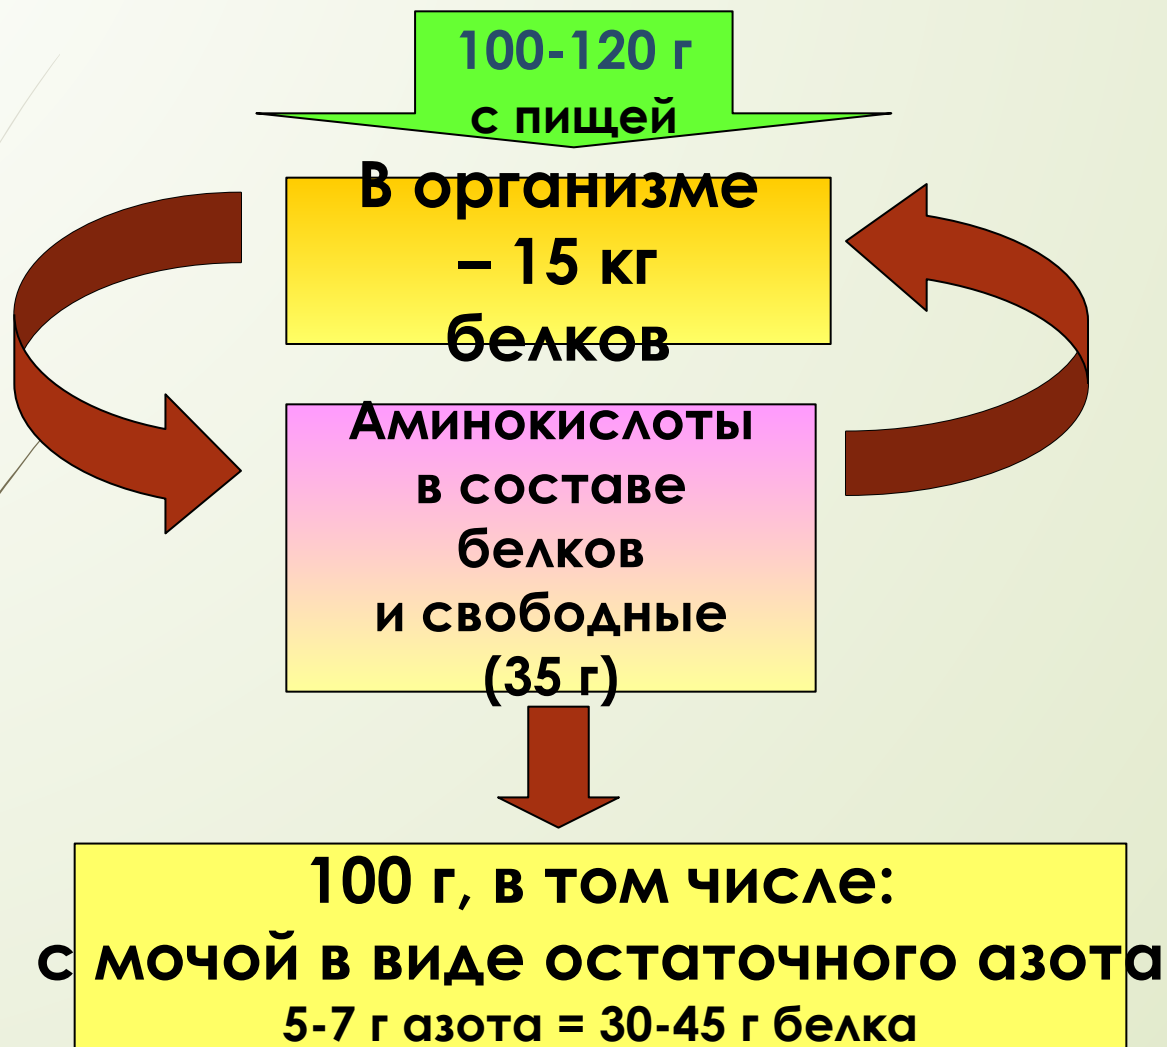 100-120 г
с пищей
В организме
– 15 кг
белков
Аминокислоты
в составе
белков
и свободные
(35 г)
100 г, в том числе:
с мочой в виде остаточного азота
5-7 г азота = 30-45 г белка